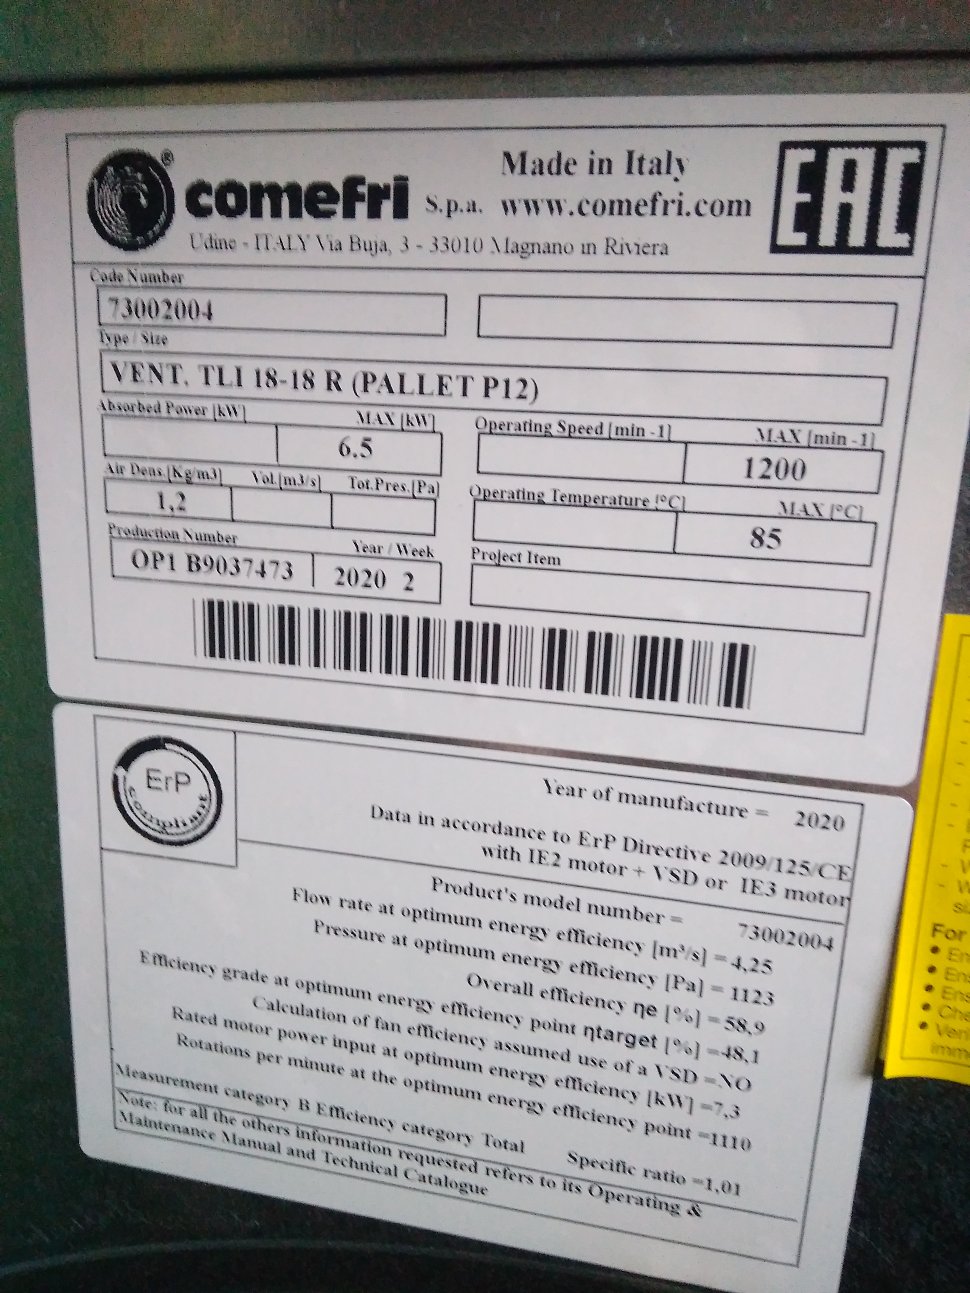 comefri ®
S.p.a.
Made in Italy
www.comefri.com
EAC
Udine - ITALY Via Buja, 3 - 33010 Magnano in Riviera
Code Number
73002004
Type / Size
VENT. TLI 18-18 R (PALLET P12)
Absorbed Power [kW] MAX [kW]
6.5
Operating Speed [min -1] MAX [min -1]
1200
Air Dens.[Kg/m3] Vol.[m3/s] Tot.Pres.[Pa]
1,2
Operating Temperature [°C] MAX [°C]
85
Production Number Year / Week
OP1 B9037473 2020 2
Project Item
ErP
compliant
Year of manufacture = 2020
Data in accordance to ErP Directive 2009/125/CE
with IE2 motor + VSD or IE3 motor
Product's model number = 73002004
Flow rate at optimum energy efficiency [m³/s] =4,25
Pressure at optimum energy efficiency [Pa] = 1123
Overall efficiency ηe [%] =58,9
Efficiency grade at optimum energy efficiency point ηtarget [%] =48,1
Calculation of fan efficiency assumed use of a VSD =NO
Rated motor power input at optimum energy efficiency [kW] =7,3
Rotations per minute at the optimum energy efficiency point =1110
Measurement category B Efficiency category Total Specific ratio =1,01
Note: for all the others information requested refers to its Operating &
Maintenance Manual and Technical Catalogue
For